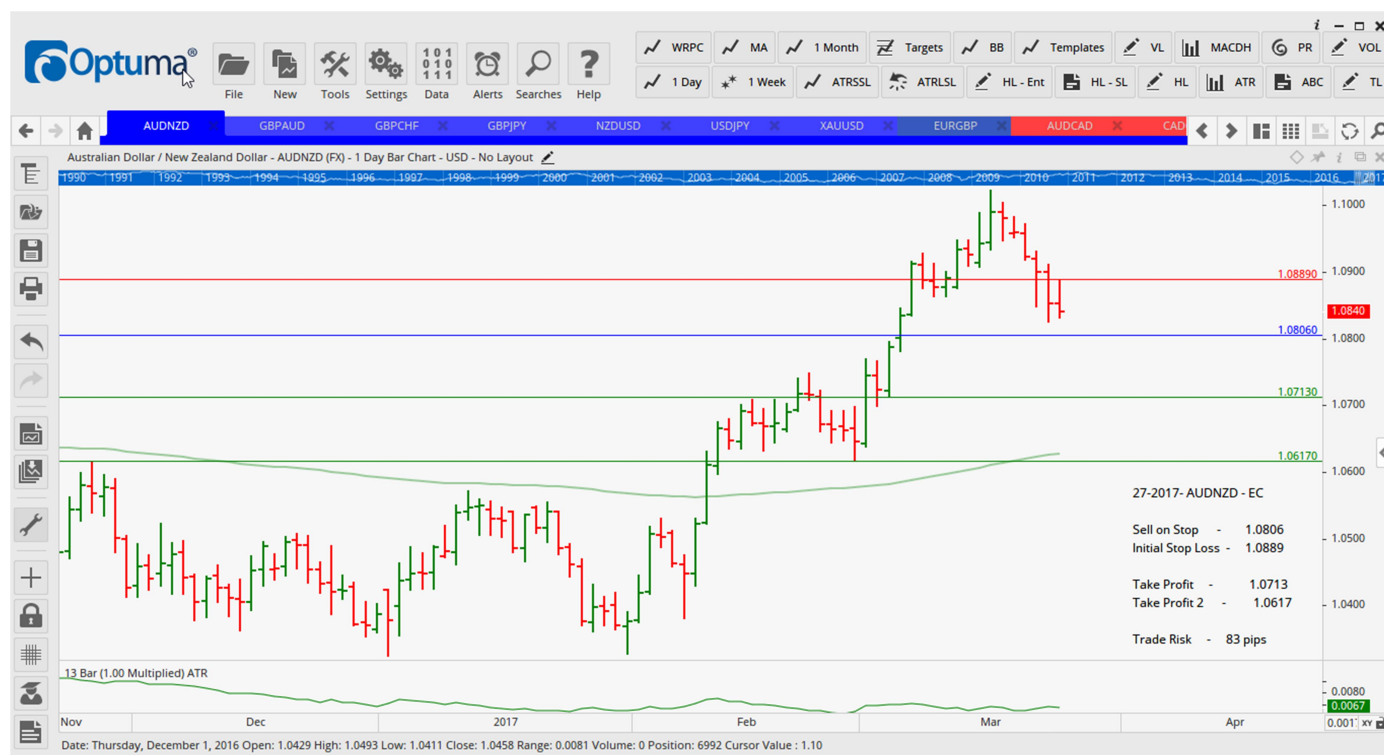 Optuma®
File
New
Tools
Settings
Data
Alerts
Searches
Help
WRPC
MA
1 Month
Targets
BB
Templates
VL
MACDH
PR
VOL
1 Day
1 Week
ATRSSL
ATRLSL
HL - Ent
HL - SL
HL
ATR
ABC
TL
AUDNZD
GBPAUD
GBPCHF
GBPJPY
NZDUSD
USDJPY
XAUUSD
EURGBP
AUDCAD
CAD
Australian Dollar / New Zealand Dollar - AUDNZD (FX) - 1 Day Bar Chart - USD - No Layout
1990 1991 1992 1993 1994 1995 1996 1997 1998 1999 2000 2001 2002 2003 2004 2005 2006 2007 2008 2009 2010 2011 2012 2013 2014 2015 2016 2017
1.1000
1.08890
1.0900
1.0840
1.08060
1.0800
1.07130
1.0700
1.06170
1.0600
27-2017- AUDNZD - EC
Sell on Stop - 1.0806
1.0500
Initial Stop Loss - 1.0889
Take Profit - 1.0713
Take Profit 2 - 1.0617
1.0400
Trade Risk - 83 pips
13 Bar (1.00 Multiplied) ATR
0.0080
0.0067
Nov Dec 2017 Feb Mar Apr
0.001 XY
Date: Thursday, December 1, 2016 Open: 1.0429 High: 1.0493 Low: 1.0411 Close: 1.0458 Range: 0.0081 Volume: 0 Position: 6992 Cursor Value : 1.10